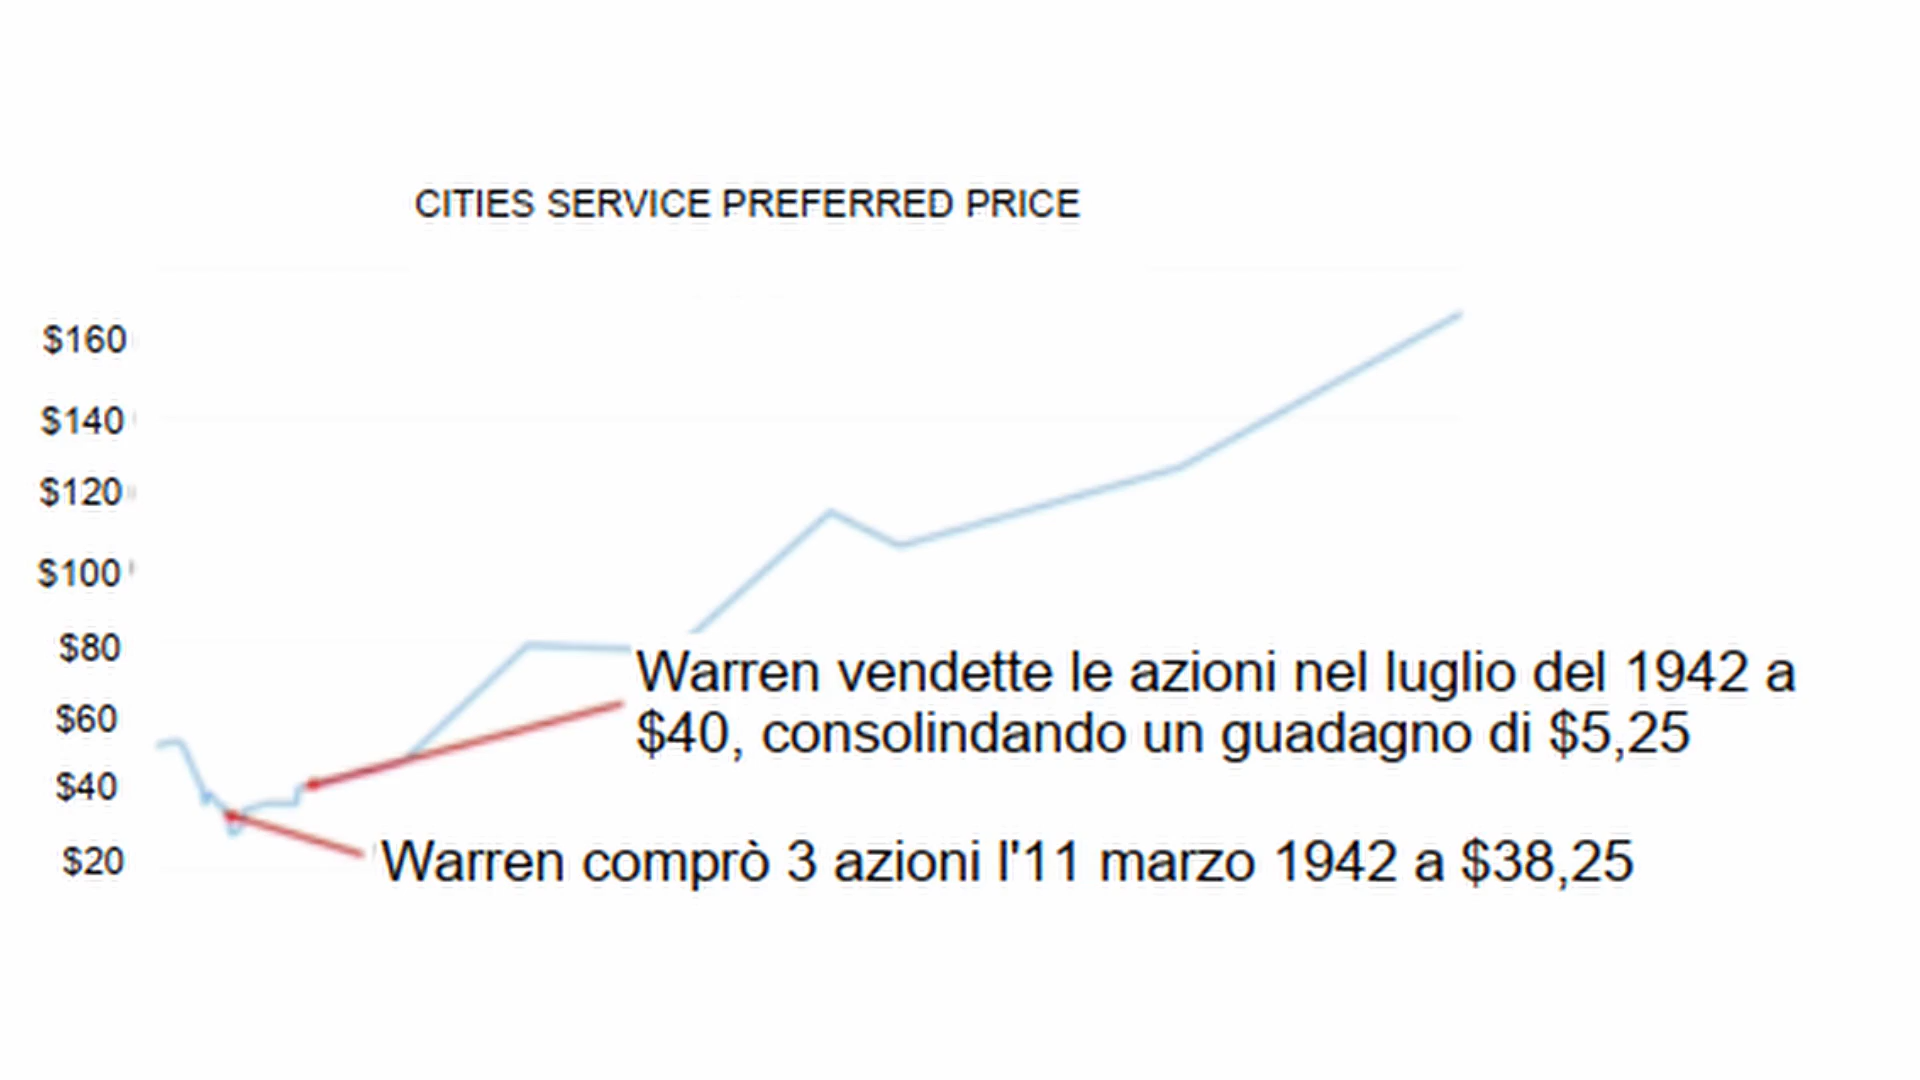 CITIES SERVICE PREFERRED PRICE
$160
$140
$120
$100
$80
$60
$40
$20
Warren vendette le azioni nel luglio del 1942 a
$40, consolindando un guadagno di $5,25
Warren comprò 3 azioni l'11 marzo 1942 a $38,25